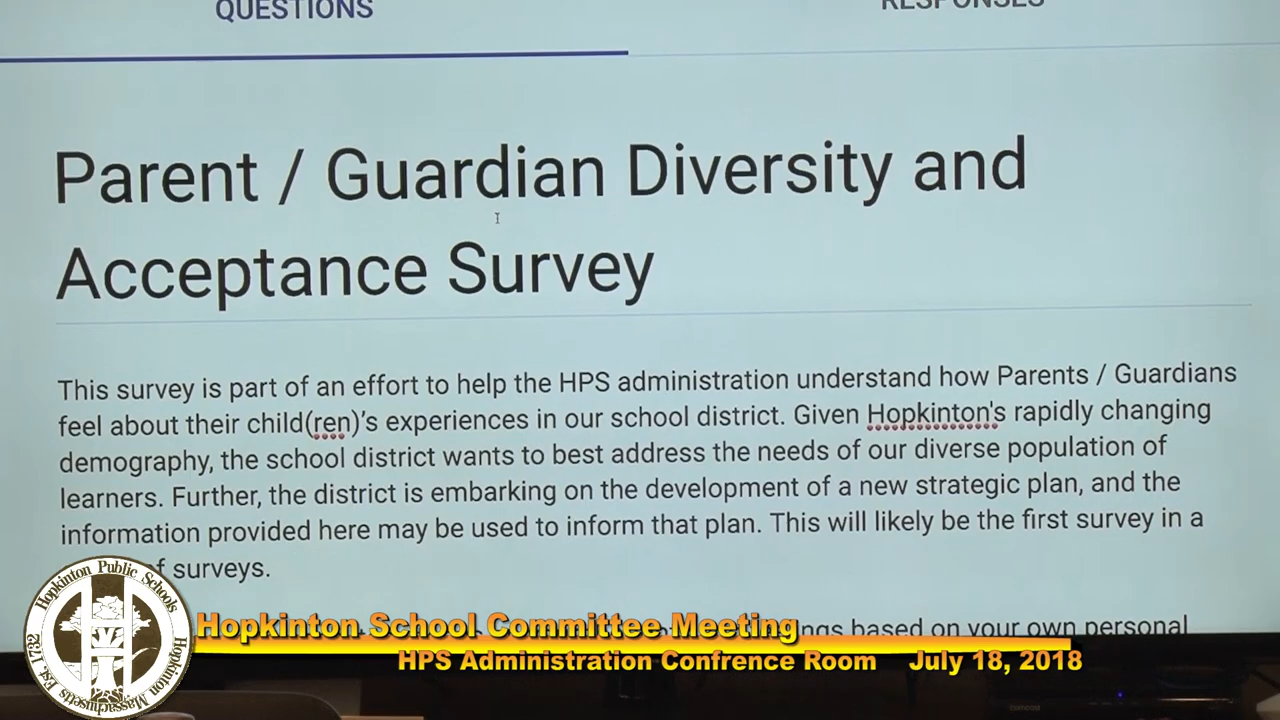 QUESTIONS
RESPONSES
Parent / Guardian Diversity and
Acceptance Survey
This survey is part of an effort to help the HPS administration understand how Parents / Guardians
feel about their child(ren)'s experiences in our school district. Given Hopkinton's rapidly changing
demography, the school district wants to best address the needs of our diverse population of
learners. Further, the district is embarking on the development of a new strategic plan, and the
information provided here may be used to inform that plan. This will likely be the first survey in a
of surveys.
based on your own personal
Hopkinton School Committee Meeting
HPS Administration Confrence Room July 18, 2018
Hopkinton Public Schools
Hopkinton, Massachusetts Est. 1734
comcast